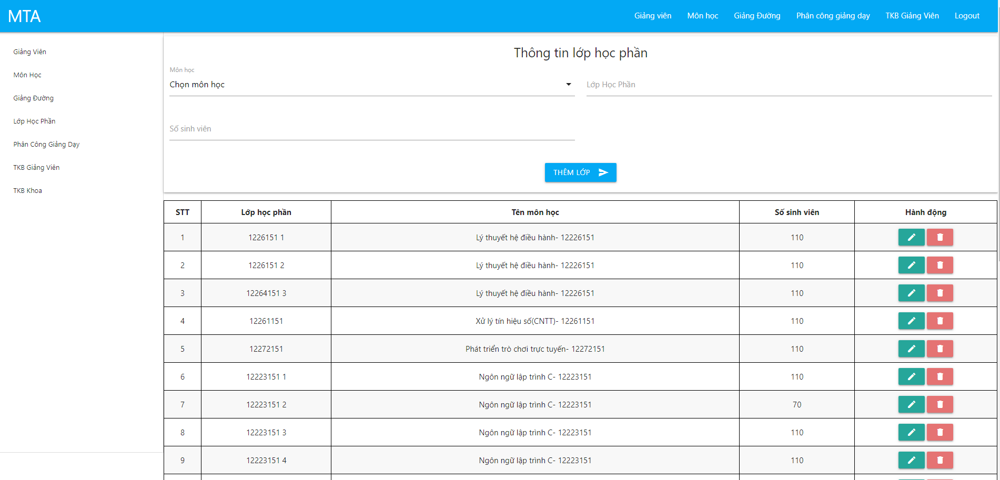 MTA
Giảng viên Môn học Giảng Đường Phân công giảng dạy TKB Giảng Viên Logout
Giảng Viên
Môn Học
Giảng Đường
Lớp Học Phần
Phân Công Giảng Dạy
TKB Giảng Viên
TKB Khoa
Thông tin lớp học phần
Môn học
Chọn môn học
Lớp Học Phần
Số sinh viên
THÊM LỚP
STT Lớp học phần Tên môn học Số sinh viên Hành động
1 1226151 1 Lý thuyết hệ điều hành- 12226151 110
2 1226151 2 Lý thuyết hệ điều hành- 12226151 110
3 12264151 3 Lý thuyết hệ điều hành- 12226151 110
4 12261151 Xử lý tín hiệu số(CNTT)- 12261151 110
5 12272151 Phát triển trò chơi trực tuyến- 12272151 110
6 12223151 1 Ngôn ngữ lập trình C- 12223151 110
7 12223151 2 Ngôn ngữ lập trình C- 12223151 70
8 12223151 3 Ngôn ngữ lập trình C- 12223151 110
9 12223151 4 Ngôn ngữ lập trình C- 12223151 110